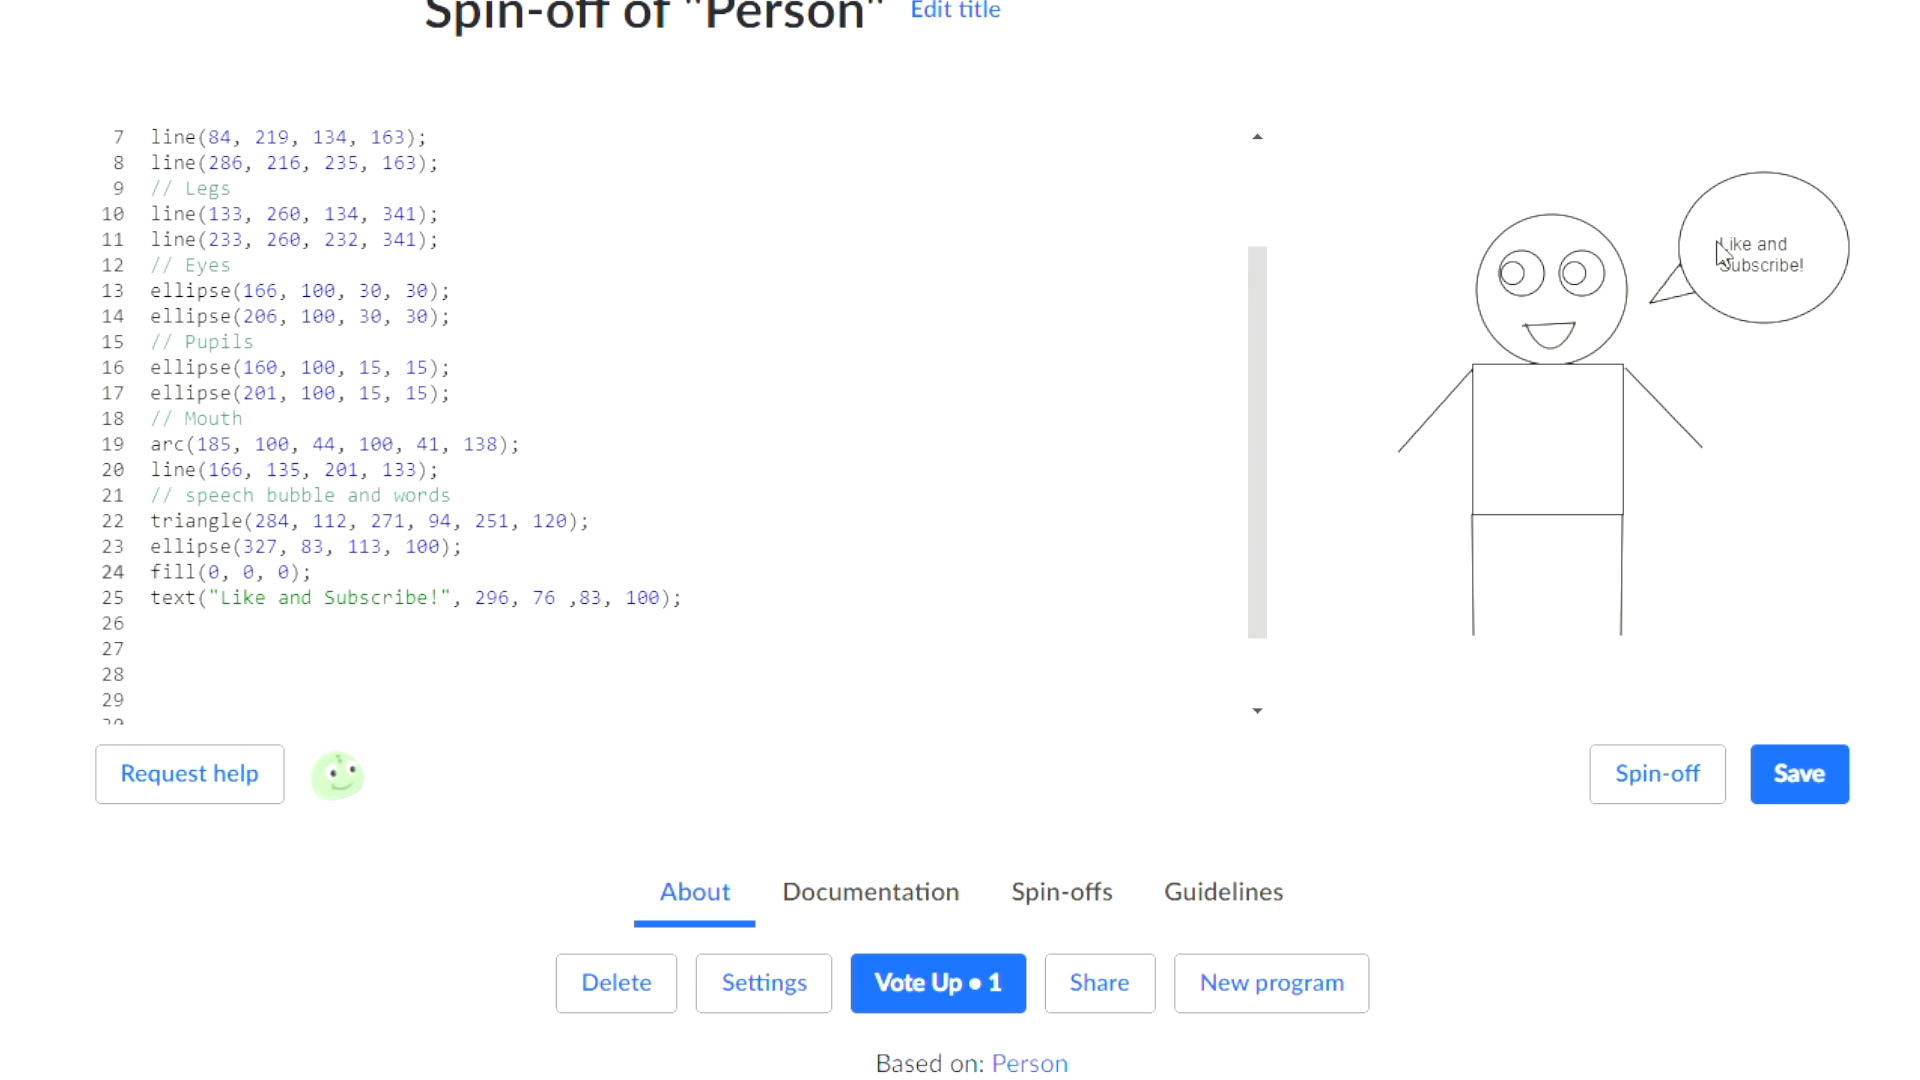 Spin-off of "Person" Edit title
7 line(84, 219, 134, 163);
8 line(286, 216, 235, 163);
9 // Legs
10 line(133, 260, 134, 341);
11 line(233, 260, 232, 341);
12 // Eyes
13 ellipse(166, 100, 30, 30);
14 ellipse(206, 100, 30, 30);
15 // Pupils
16 ellipse(160, 100, 15, 15);
17 ellipse(201, 100, 15, 15);
18 // Mouth
19 arc(185, 100, 44, 100, 41, 138);
20 line(166, 135, 201, 133);
21 // speech bubble and words
22 triangle(284, 112, 271, 94, 251, 120);
23 ellipse(327, 83, 113, 100);
24 fill(0, 0, 0);
25 text("Like and Subscribe!", 296, 76 ,83, 100);
26
27
28
29
30
Like and
Subscribe!
Request help
Spin-off
Save
About Documentation Spin-offs Guidelines
Delete Settings Vote Up • 1 Share New program
Based on: Person